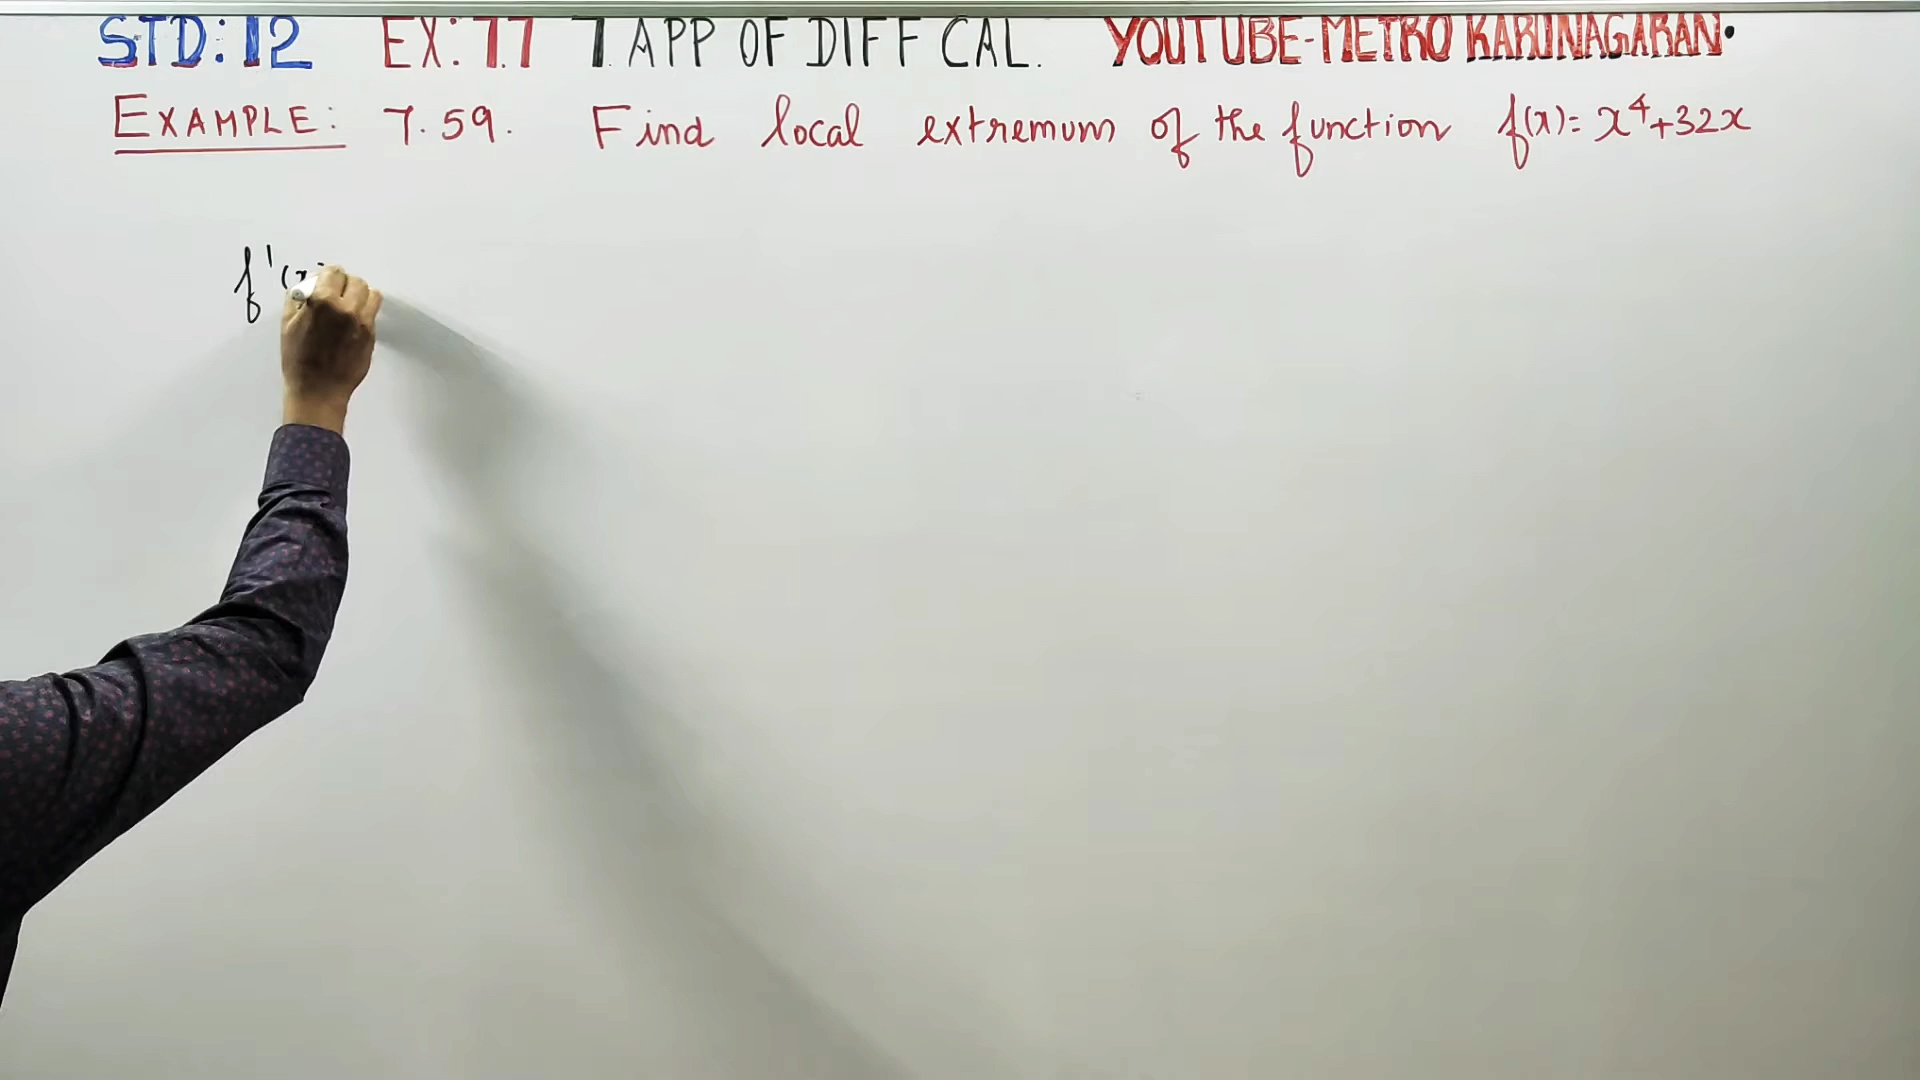 STD: 12 EX: 7.7 7. APP OF DIFF CAL. YOUTUBE-METRO KARUNAGARAN.
EXAMPLE: 7.59. Find local extremum of the function f(x)= x⁴+32x
f'(x)